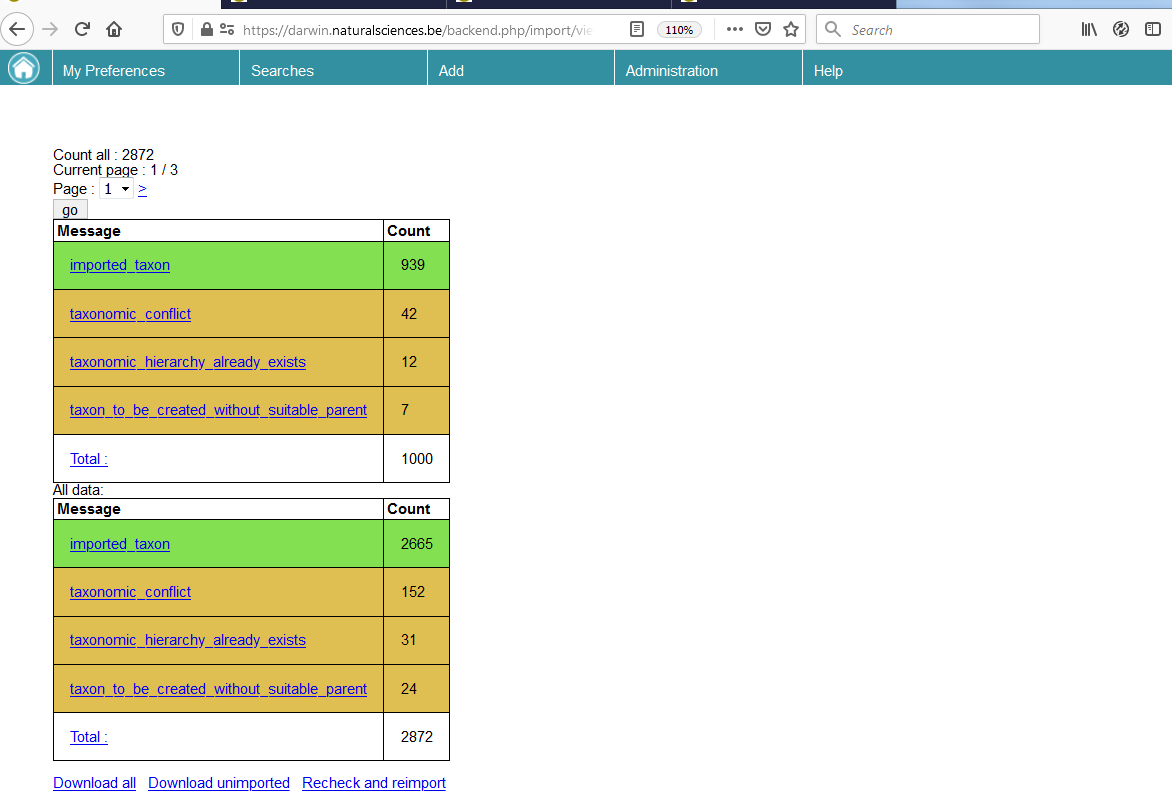 https://darwin.naturalsciences.be/backend.php/import/vie
110%
Search
My Preferences
Searches
Add
Administration
Help
Count all : 2872
Current page : 1 / 3
Page : 1 >
go
Message Count
imported_taxon 939
taxonomic_conflict 42
taxonomic_hierarchy_already_exists 12
taxon_to_be_created_without_suitable_parent 7
Total : 1000
All data:
Message Count
imported_taxon 2665
taxonomic_conflict 152
taxonomic_hierarchy_already_exists 31
taxon_to_be_created_without_suitable_parent 24
Total : 2872
Download all Download unimported Recheck and reimport